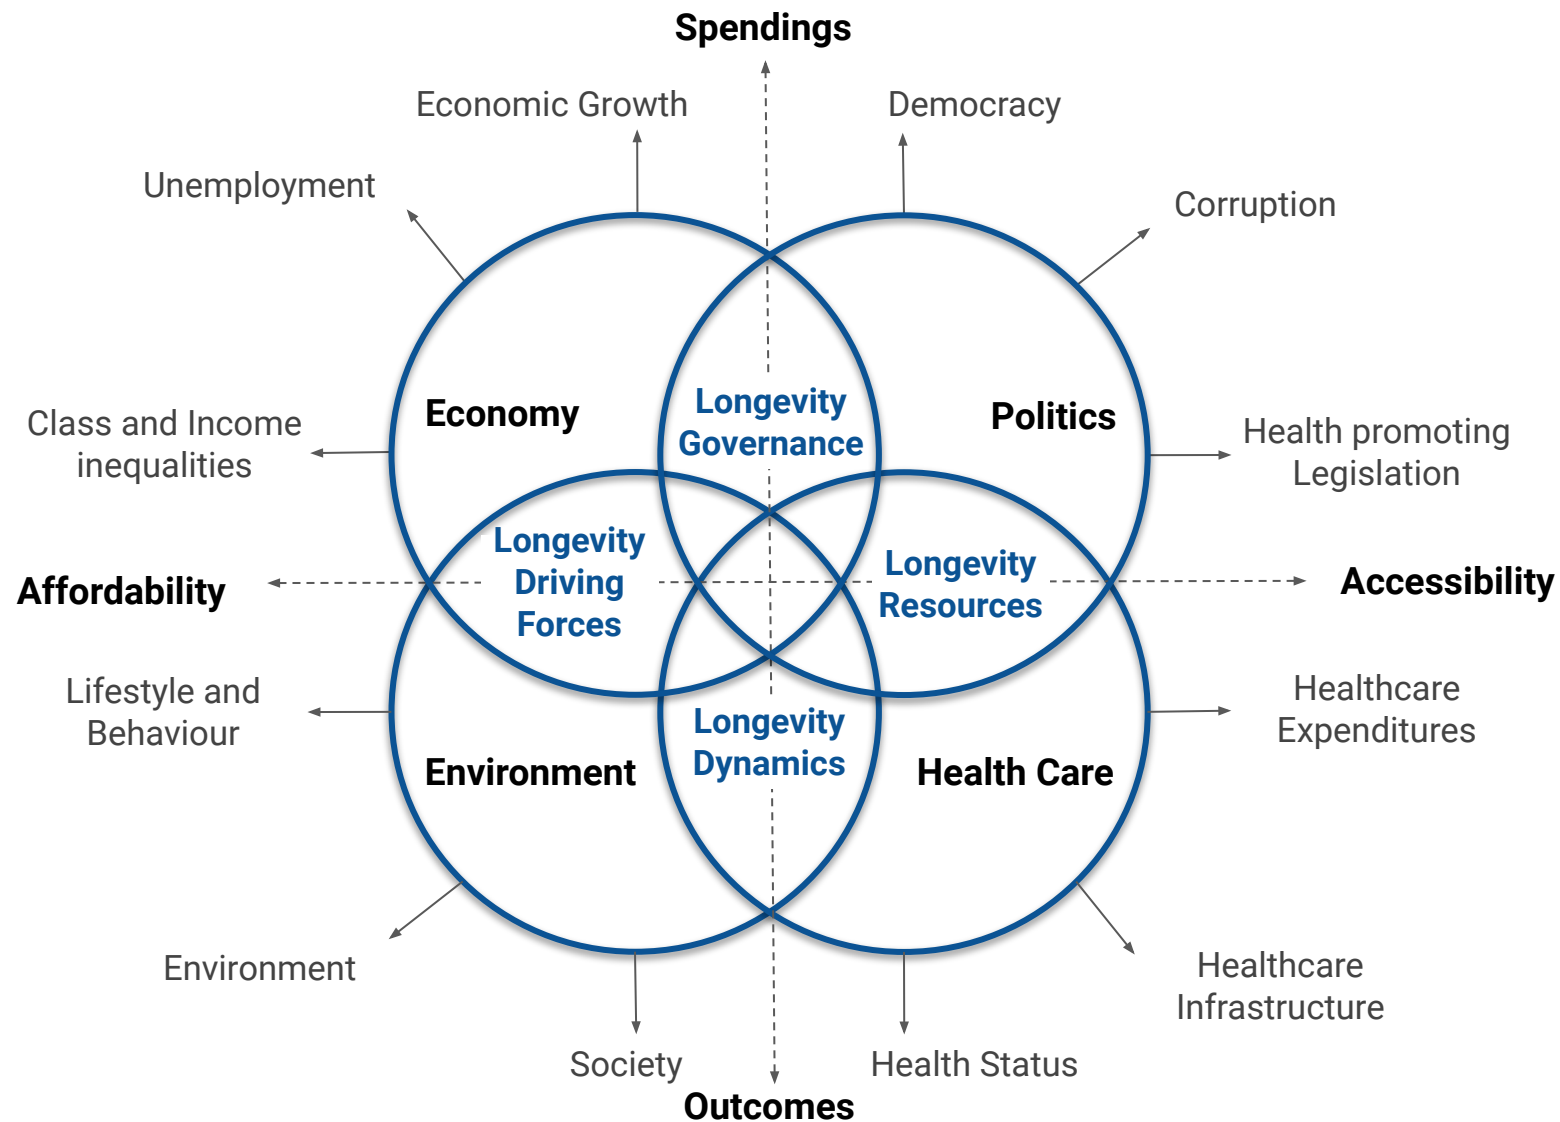 Spendings
Economic Growth
Democracy
Unemployment
Corruption
Class and Income
inequalities
Economy
Longevity
Governance
Politics
Health promoting
Legislation
Affordability
Longevity
Driving
Forces
Longevity
Resources
Accessibility
Lifestyle and
Behaviour
Environment
Longevity
Dynamics
Health Care
Healthcare
Expenditures
Environment
Society
Health Status
Healthcare
Infrastructure
Outcomes